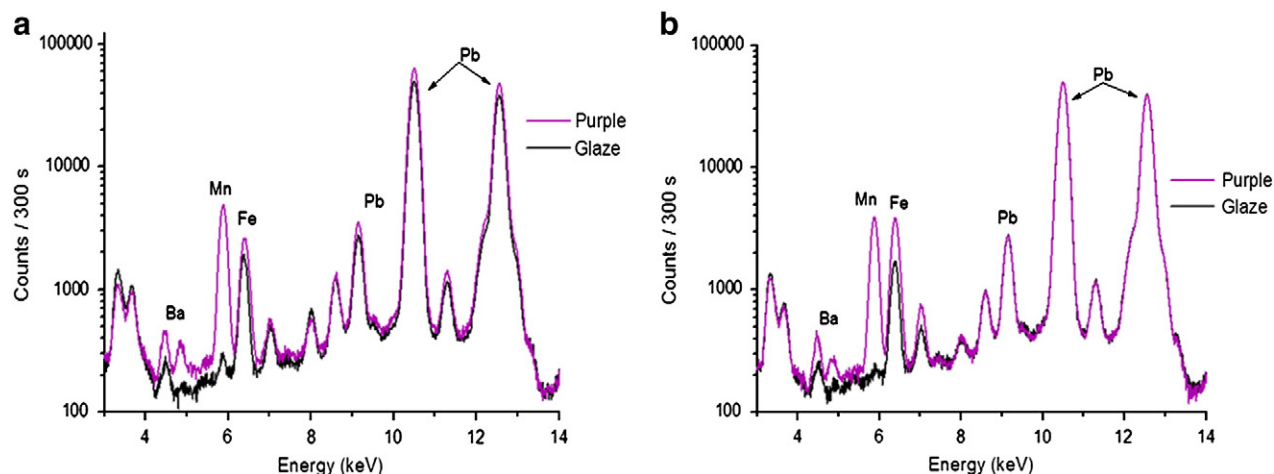 a
100000
10000
1000
100
Counts / 300 s
4
6
8
10
12
14
Energy (keV)
Pb
Purple
Glaze
Mn
Fe
Pb
Ba
b
100000
10000
1000
100
Counts / 300 s
4
6
8
10
12
14
Energy (keV)
Pb
Purple
Glaze
Mn
Fe
Pb
Ba